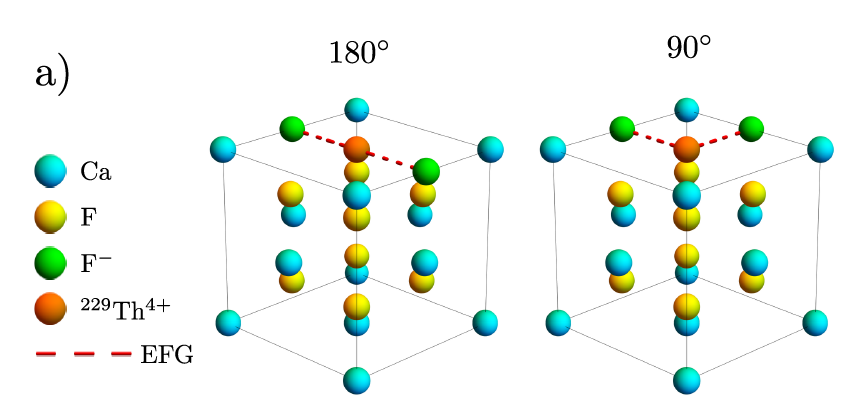 180°
90°
a)
Ca
F
F⁻
²²⁹Th⁴⁺
EFG